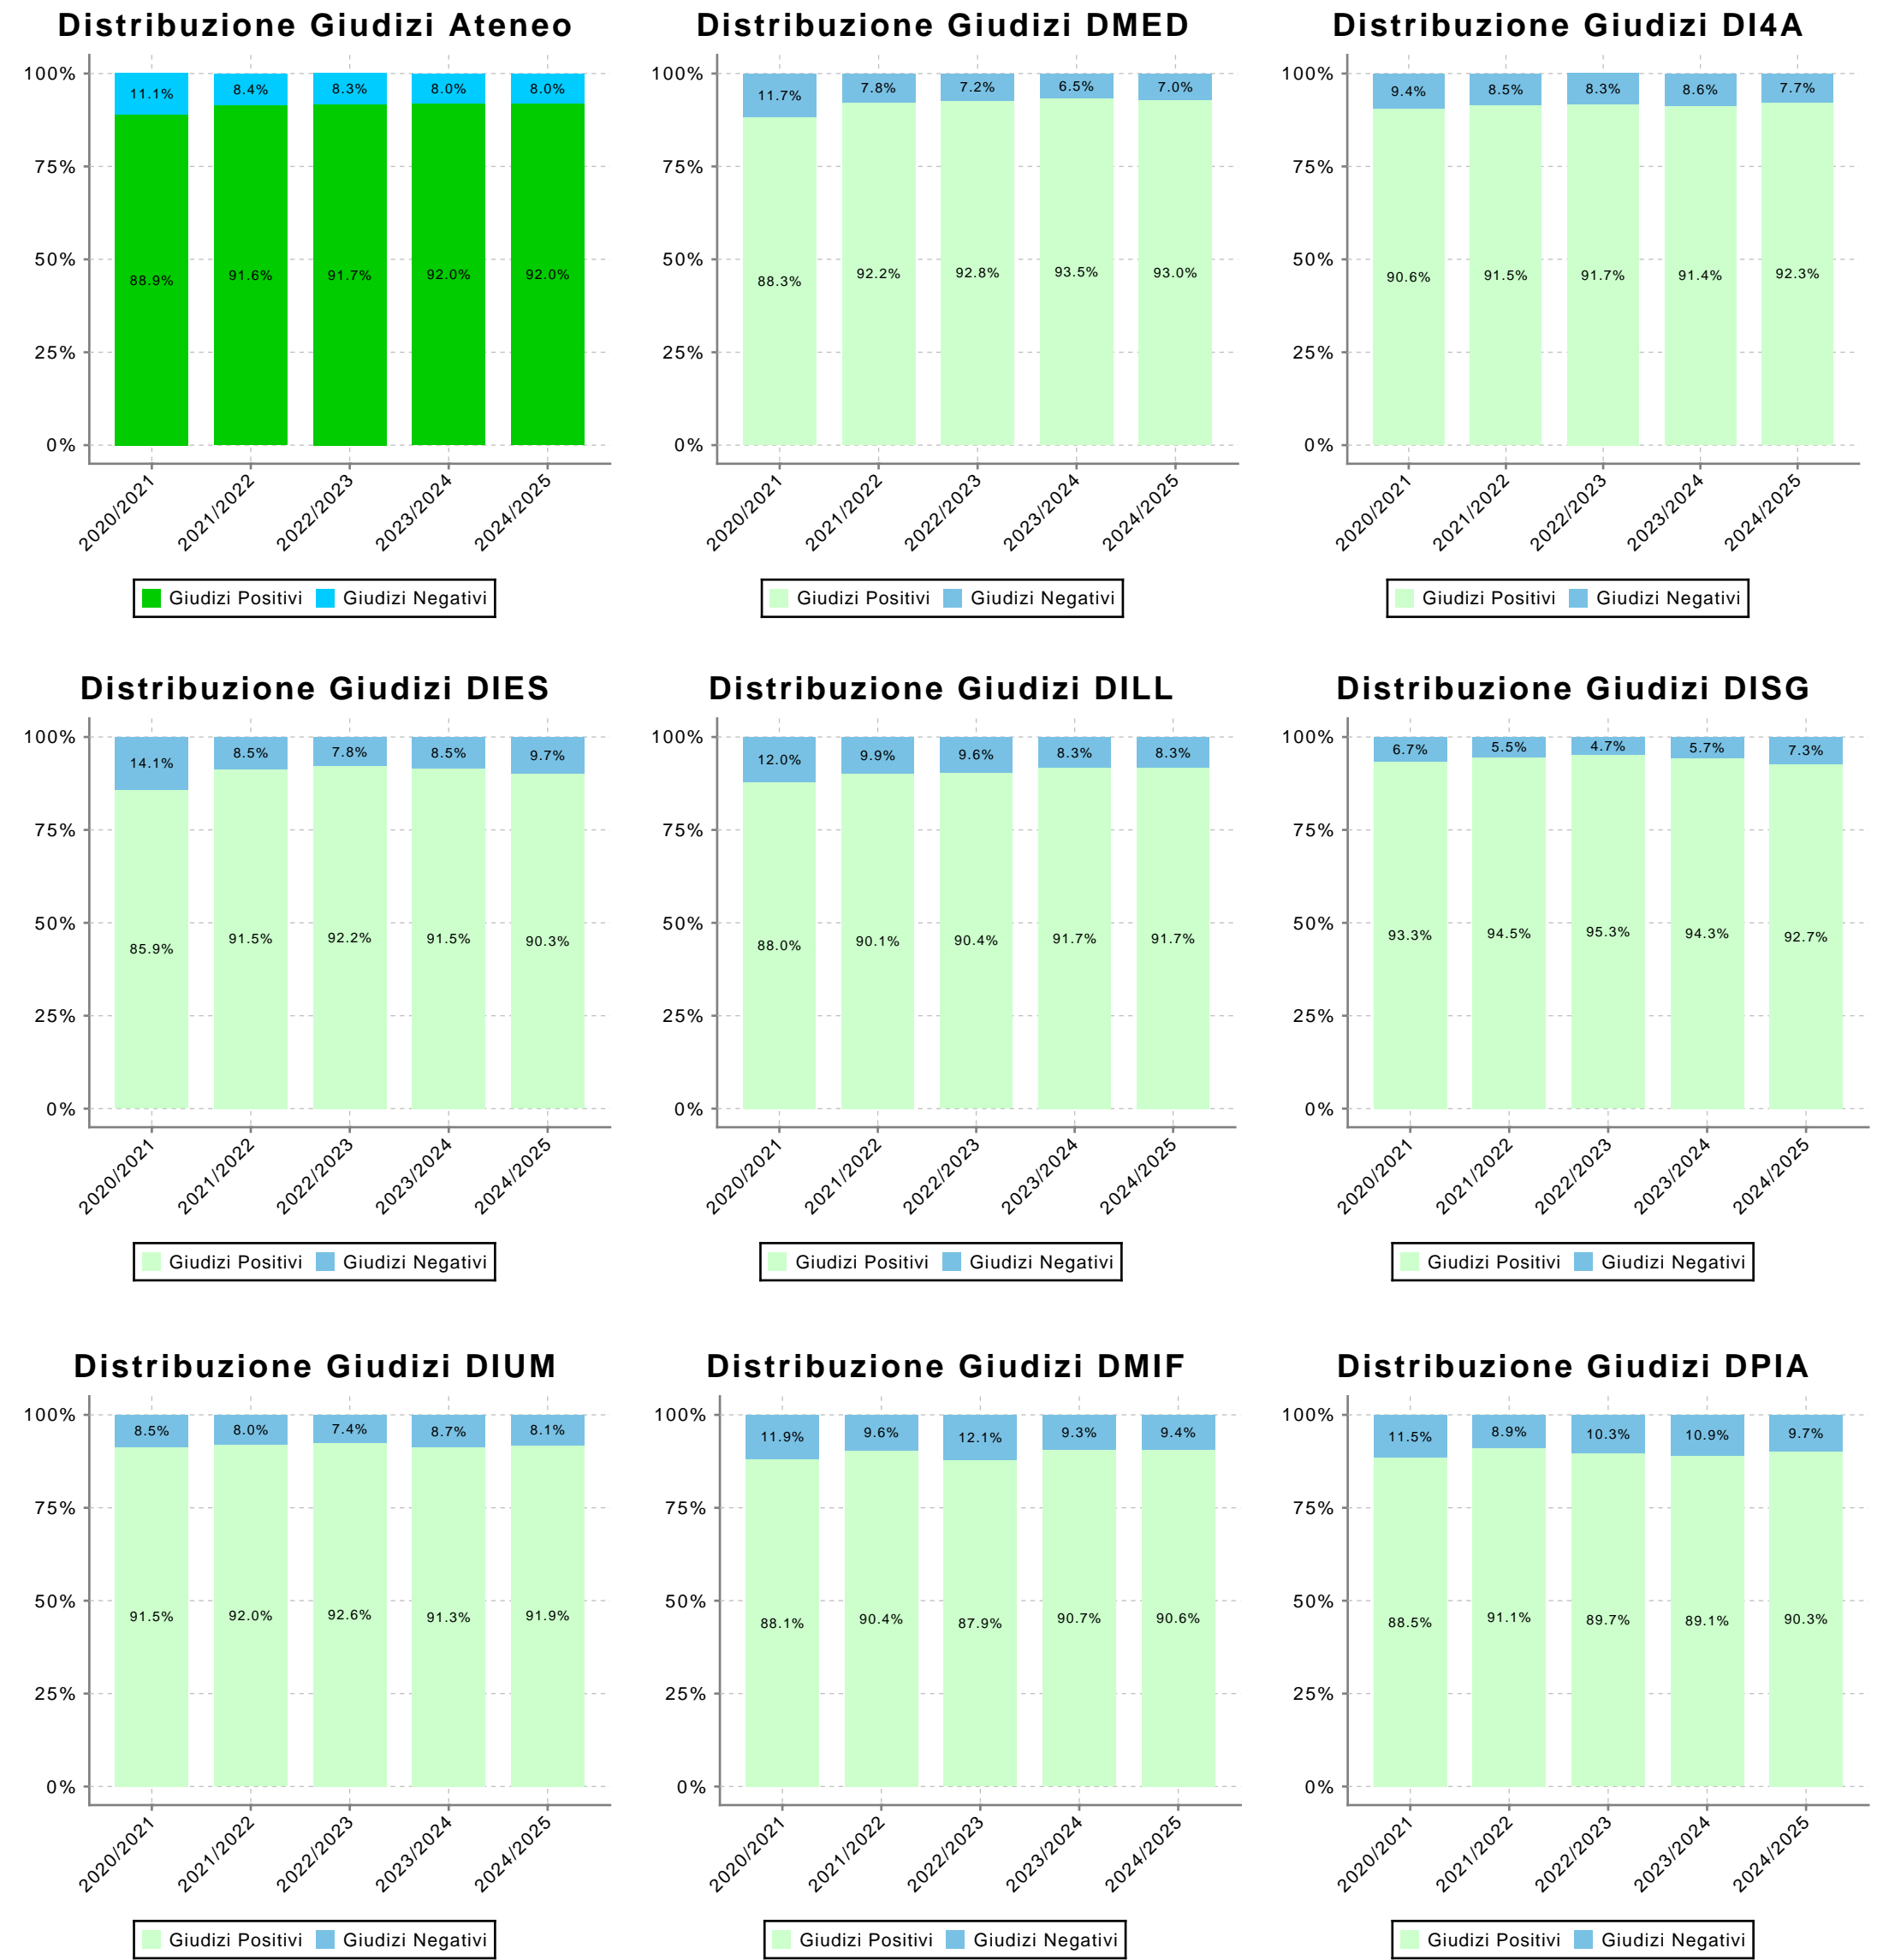 Distribuzione Giudizi Ateneo
100%
75%
50%
25%
0%
11.1% 8.4% 8.3% 8.0% 8.0%
88.9% 91.6% 91.7% 92.0% 92.0%
2020/2021 2021/2022 2022/2023 2023/2024 2024/2025
Giudizi Positivi Giudizi Negativi
Distribuzione Giudizi DMED
100%
75%
50%
25%
0%
11.7% 7.8% 7.2% 6.5% 7.0%
88.3% 92.2% 92.8% 93.5% 93.0%
2020/2021 2021/2022 2022/2023 2023/2024 2024/2025
Giudizi Positivi Giudizi Negativi
Distribuzione Giudizi DI4A
100%
75%
50%
25%
0%
9.4% 8.5% 8.3% 8.6% 7.7%
90.6% 91.5% 91.7% 91.4% 92.3%
2020/2021 2021/2022 2022/2023 2023/2024 2024/2025
Giudizi Positivi Giudizi Negativi
Distribuzione Giudizi DIES
100%
75%
50%
25%
0%
14.1% 8.5% 7.8% 8.5% 9.7%
85.9% 91.5% 92.2% 91.5% 90.3%
2020/2021 2021/2022 2022/2023 2023/2024 2024/2025
Giudizi Positivi Giudizi Negativi
Distribuzione Giudizi DILL
100%
75%
50%
25%
0%
12.0% 9.9% 9.6% 8.3% 8.3%
88.0% 90.1% 90.4% 91.7% 91.7%
2020/2021 2021/2022 2022/2023 2023/2024 2024/2025
Giudizi Positivi Giudizi Negativi
Distribuzione Giudizi DISG
100%
75%
50%
25%
0%
6.7% 5.5% 4.7% 5.7% 7.3%
93.3% 94.5% 95.3% 94.3% 92.7%
2020/2021 2021/2022 2022/2023 2023/2024 2024/2025
Giudizi Positivi Giudizi Negativi
Distribuzione Giudizi DIUM
100%
75%
50%
25%
0%
8.5% 8.0% 7.4% 8.7% 8.1%
91.5% 92.0% 92.6% 91.3% 91.9%
2020/2021 2021/2022 2022/2023 2023/2024 2024/2025
Giudizi Positivi Giudizi Negativi
Distribuzione Giudizi DMIF
100%
75%
50%
25%
0%
11.9% 9.6% 12.1% 9.3% 9.4%
88.1% 90.4% 87.9% 90.7% 90.6%
2020/2021 2021/2022 2022/2023 2023/2024 2024/2025
Giudizi Positivi Giudizi Negativi
Distribuzione Giudizi DPIA
100%
75%
50%
25%
0%
11.5% 8.9% 10.3% 10.9% 9.7%
88.5% 91.1% 89.7% 89.1% 90.3%
2020/2021 2021/2022 2022/2023 2023/2024 2024/2025
Giudizi Positivi Giudizi Negativi